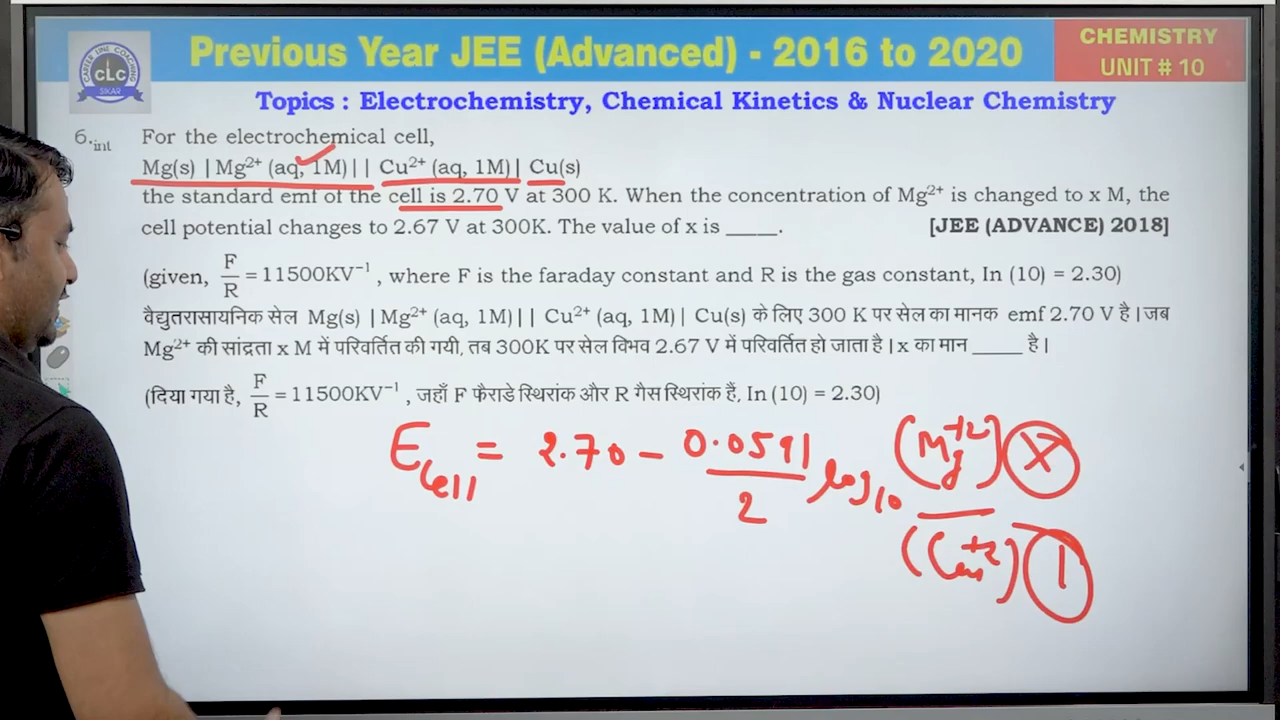 Previous Year JEE (Advanced) - 2016 to 2020
CHEMISTRY
UNIT # 10
CAREER LINE COACHING
CLC
SIKAR
Topics : Electrochemistry, Chemical Kinetics & Nuclear Chemistry
6.int For the electrochemical cell,
Mg(s) | Mg²⁺ (aq, 1M) | | Cu²⁺ (aq, 1M) | Cu(s)
the standard emf of the cell is 2.70 V at 300 K. When the concentration of Mg²⁺ is changed to x M, the
cell potential changes to 2.67 V at 300K. The value of x is ____. [JEE (ADVANCE) 2018]
(given, F/R = 11500KV⁻¹ , where F is the faraday constant and R is the gas constant, In (10) = 2.30)
वैद्युतरासायनिक सेल Mg(s) | Mg²⁺ (aq, 1M) | | Cu²⁺ (aq, 1M) | Cu(s) के लिए 300 K पर सेल का मानक emf 2.70 V है। जब
Mg²⁺ की सांद्रता x M में परिवर्तित की गयी, तब 300K पर सेल विभव 2.67 V में परिवर्तित हो जाता है। x का मान ____ है।
(दिया गया है, F/R = 11500KV⁻¹ , जहाँ F फैराडे स्थिरांक और R गैस स्थिरांक हैं, In (10) = 2.30)
E cell = 2.70 - 0.0591/2 log₁₀ (Mg⁺²) x / (Cu⁺²) 1